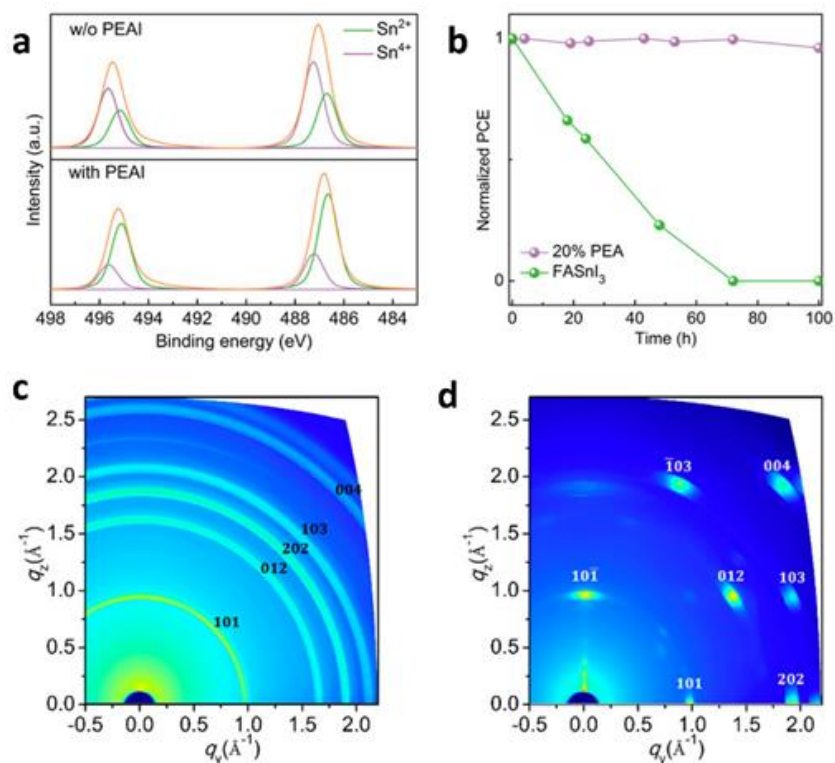 a
w/o PEAI
Sn²⁺
Sn⁴⁺
with PEAI
Intensity (a.u.)
498 496 494 492 490 488 486 484
Binding energy (eV)
b
1
0
Normalized PCE
20% PEA
FASnI₃
0 20 40 60 80 100
Time (h)
c
2.5
2.0
1.5
1.0
0.5
0.0
q_z(Å⁻¹)
004
103
202
012
101
-0.5 0.0 0.5 1.0 1.5 2.0
q_y(Å⁻¹)
d
2.5
2.0
1.5
1.0
0.5
0.0
q_z(Å⁻¹)
1̄03
004
101̄
012
103
101
202
-0.5 0.0 0.5 1.0 1.5 2.0
q_y(Å⁻¹)